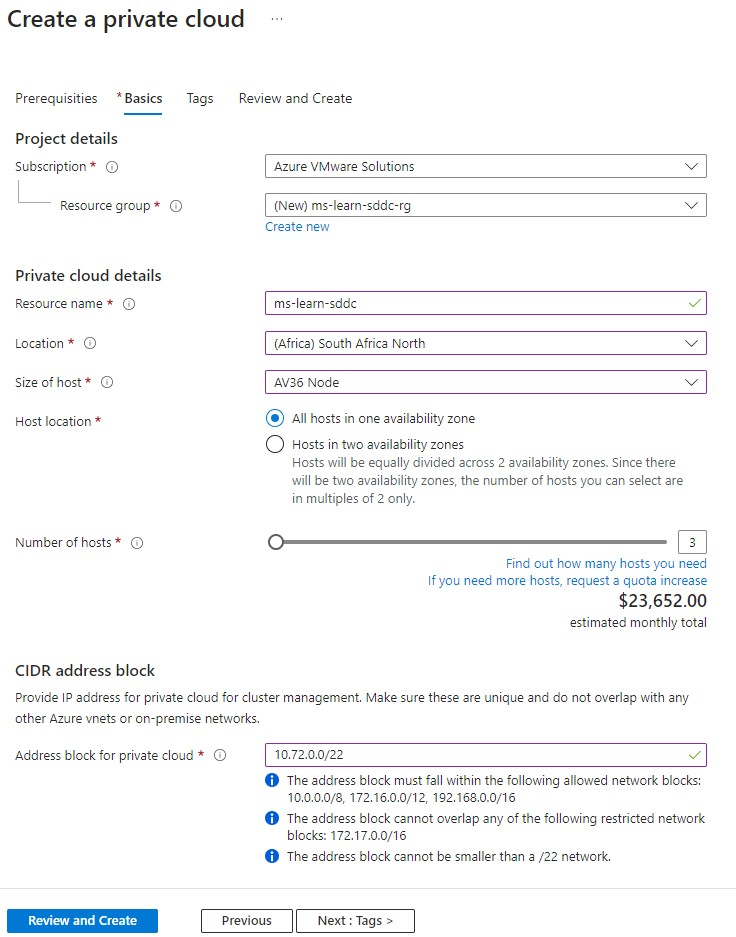 Create a private cloud ...
Prerequisities * Basics Tags Review and Create
Project details
Subscription * Azure VMware Solutions
Resource group * (New) ms-learn-sddc-rg
Create new
Private cloud details
Resource name * ms-learn-sddc
Location * (Africa) South Africa North
Size of host * AV36 Node
Host location * All hosts in one availability zone
Hosts in two availability zones
Hosts will be equally divided across 2 availability zones. Since there
will be two availability zones, the number of hosts you can select are
in multiples of 2 only.
Number of hosts * 3
Find out how many hosts you need
If you need more hosts, request a quota increase
$23,652.00
estimated monthly total
CIDR address block
Provide IP address for private cloud for cluster management. Make sure these are unique and do not overlap with any
other Azure vnets or on-premise networks.
Address block for private cloud * 10.72.0.0/22
The address block must fall within the following allowed network blocks:
10.0.0.0/8, 172.16.0.0/12, 192.168.0.0/16
The address block cannot overlap any of the following restricted network
blocks: 172.17.0.0/16
The address block cannot be smaller than a /22 network.
Review and Create Previous Next : Tags >